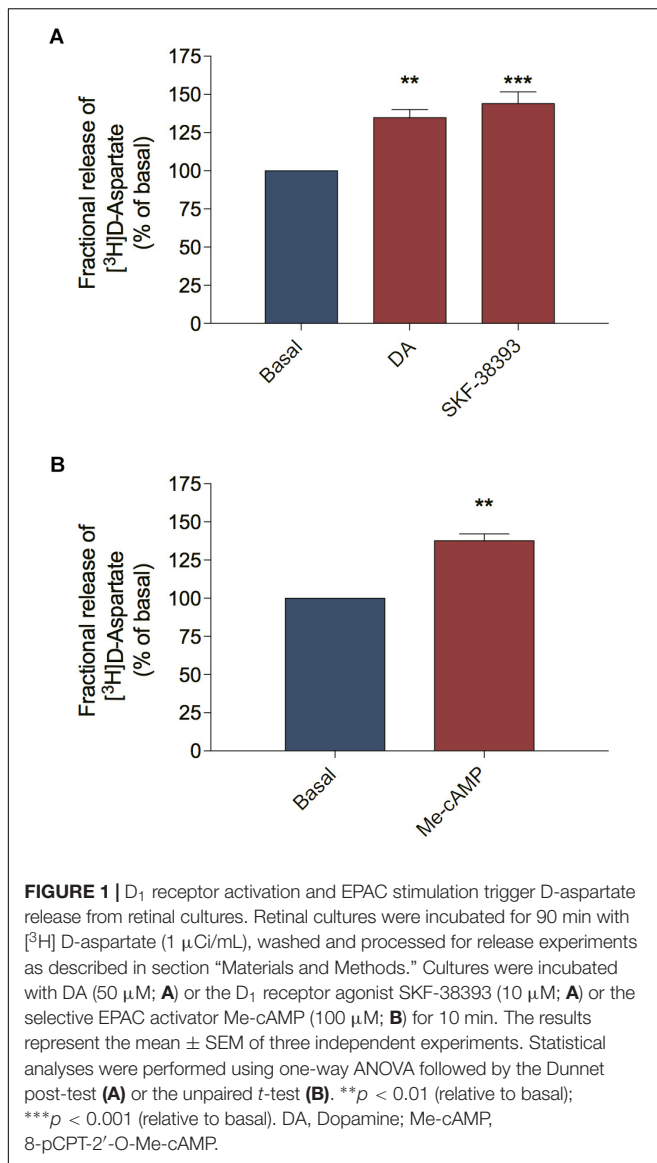 A
Fractional release of
[³H]D-Aspartate
(% of basal)
175
150
125
100
75
50
25
0
**
***
Basal
DA
SKF-38393
B
Fractional release of
[³H]D-Aspartate
(% of basal)
175
150
125
100
75
50
25
0
**
Basal
Me-cAMP
FIGURE 1 | D₁ receptor activation and EPAC stimulation trigger D-aspartate
release from retinal cultures. Retinal cultures were incubated for 90 min with
[³H] D-aspartate (1 μCi/mL), washed and processed for release experiments
as described in section “Materials and Methods.” Cultures were incubated
with DA (50 μM; A) or the D₁ receptor agonist SKF-38393 (10 μM; A) or the
selective EPAC activator Me-cAMP (100 μM; B) for 10 min. The results
represent the mean ± SEM of three independent experiments. Statistical
analyses were performed using one-way ANOVA followed by the Dunnet
post-test (A) or the unpaired t-test (B). **p < 0.01 (relative to basal);
***p < 0.001 (relative to basal). DA, Dopamine; Me-cAMP,
8-pCPT-2′-O-Me-cAMP.